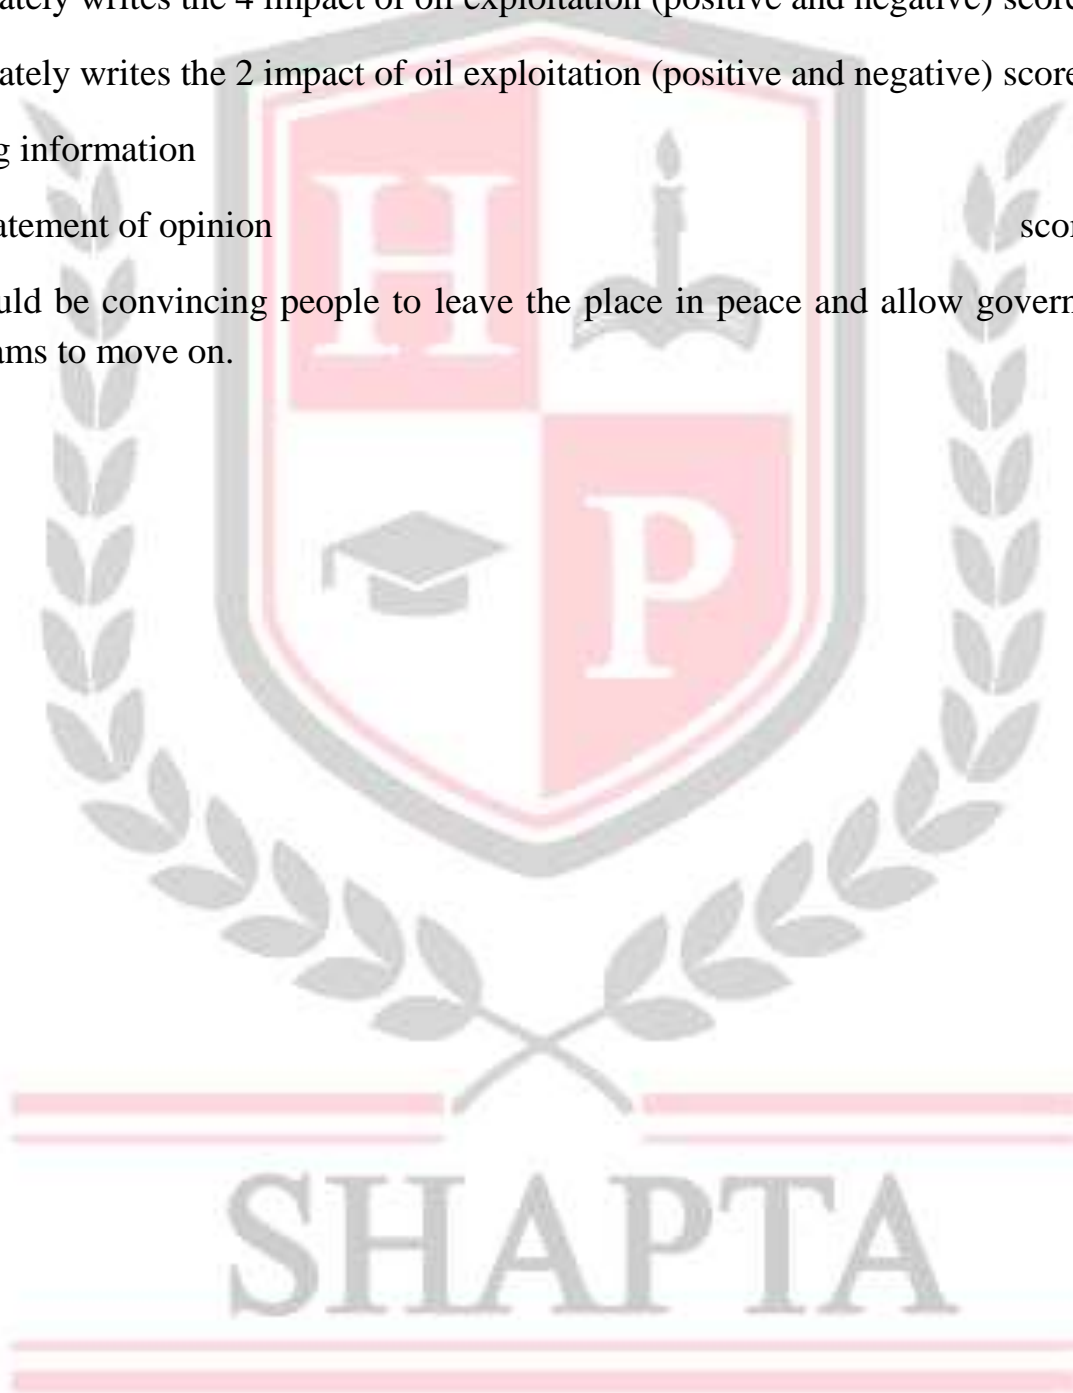 ately writes the 4 impact of oil exploitation (positive and negative) score
ately writes the 2 impact of oil exploitation (positive and negative) score
g information
atement of opinion scor
uld be convincing people to leave the place in peace and allow govern
ams to move on.
H
P
SHAPTA